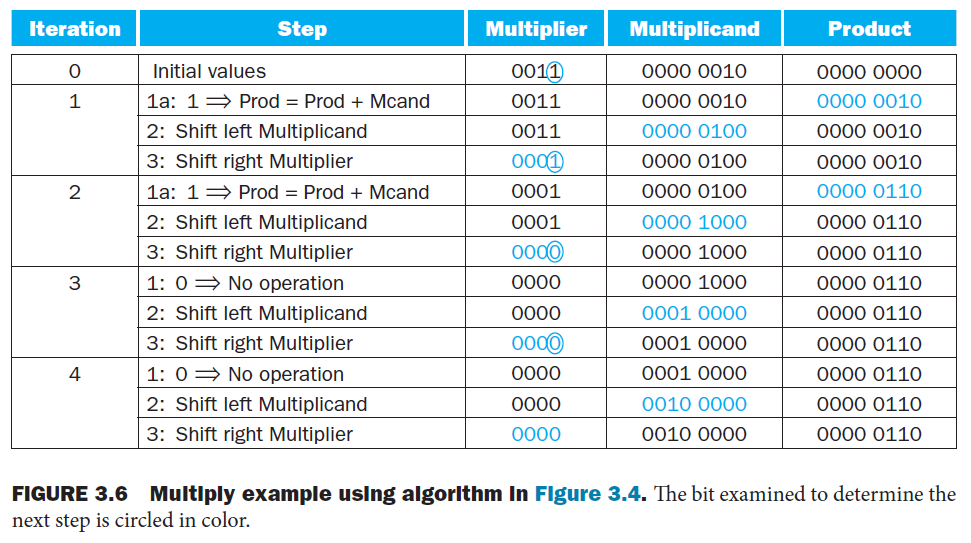 Iteration Step Multiplier Multiplicand Product
0 Initial values 0011 0000 0010 0000 0000
1 1a: 1 ⟹ Prod = Prod + Mcand 0011 0000 0010 0000 0010
2: Shift left Multiplicand 0011 0000 0100 0000 0010
3: Shift right Multiplier 0001 0000 0100 0000 0010
2 1a: 1 ⟹ Prod = Prod + Mcand 0001 0000 0100 0000 0110
2: Shift left Multiplicand 0001 0000 1000 0000 0110
3: Shift right Multiplier 0000 0000 1000 0000 0110
3 1: 0 ⟹ No operation 0000 0000 1000 0000 0110
2: Shift left Multiplicand 0000 0001 0000 0000 0110
3: Shift right Multiplier 0000 0001 0000 0000 0110
4 1: 0 ⟹ No operation 0000 0001 0000 0000 0110
2: Shift left Multiplicand 0000 0010 0000 0000 0110
3: Shift right Multiplier 0000 0010 0000 0000 0110
FIGURE 3.6 Multiply example using algorithm in Figure 3.4. The bit examined to determine the
next step is circled in color.